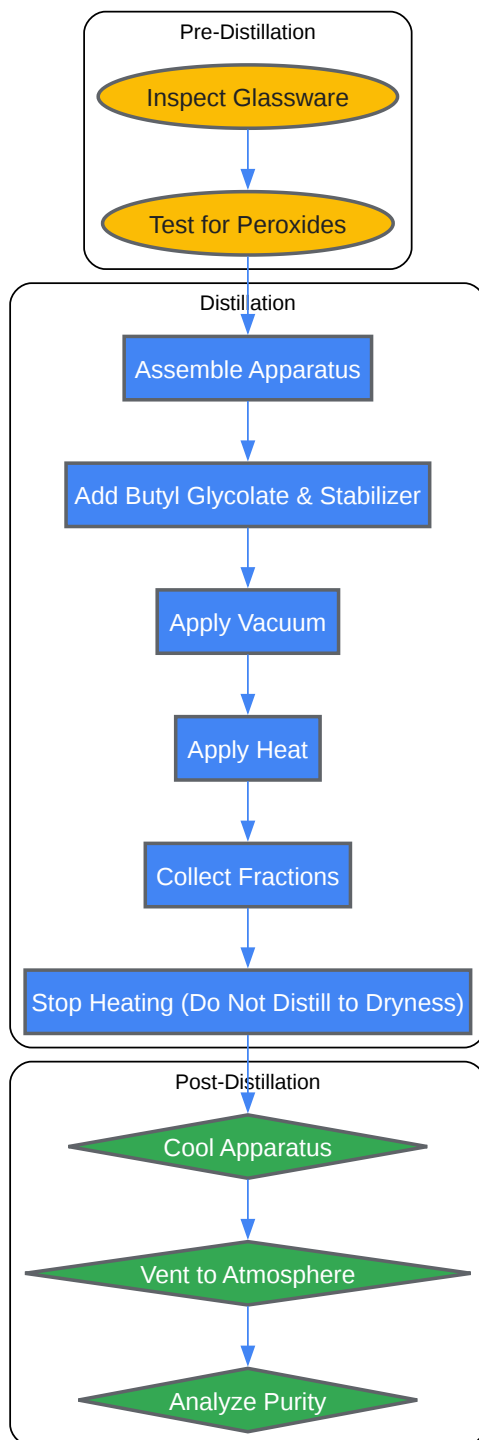 Pre-Distillation
Inspect Glassware
Test for Peroxides
Distillation
Assemble Apparatus
Add Butyl Glycolate & Stabilizer
Apply Vacuum
Apply Heat
Collect Fractions
Stop Heating (Do Not Distill to Dryness)
Post-Distillation
Cool Apparatus
Vent to Atmosphere
Analyze Purity